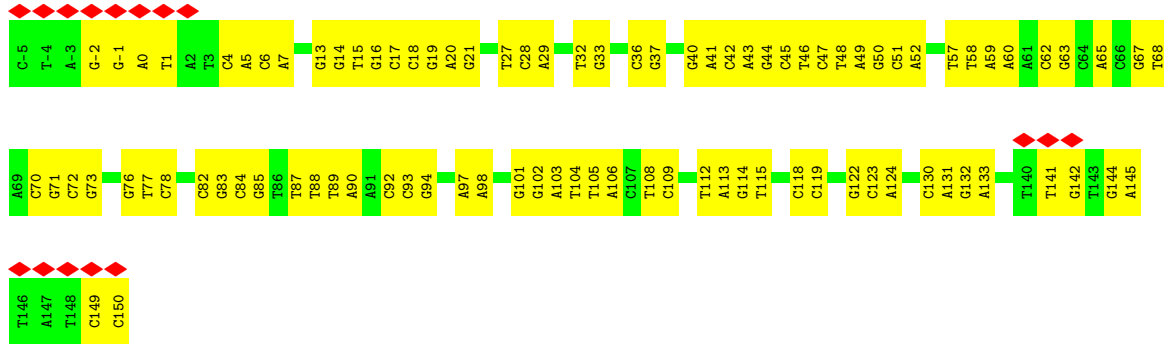 C-5 T-4 A-3 G-2 G-1 A0 T1 A2 T3 C4 A5 C6 A7 G13 G14 T15 G16 C17 C18 G19 A20 G21 T27 C28 A29 T32 G33 C36 G37 G40 A41 C42 A43 G44 C45 T46 C47 T48 A49 G50 C51 A52 T57 T58 A59 A60 A61 C62 G63 C64 A65 C66 G67 T68
A69 C70 G71 C72 G73 G76 T77 C78 C82 G83 C84 G85 T86 T87 T88 T89 A90 A91 C92 C93 G94 A97 A98 G101 G102 A103 T104 T105 A106 C107 T108 C109 T112 A113 G114 T115 C118 C119 G122 C123 A124 C130 A131 G132 A133 T140 T141 G142 T143 G144 A145
T146 A147 T148 C149 C150